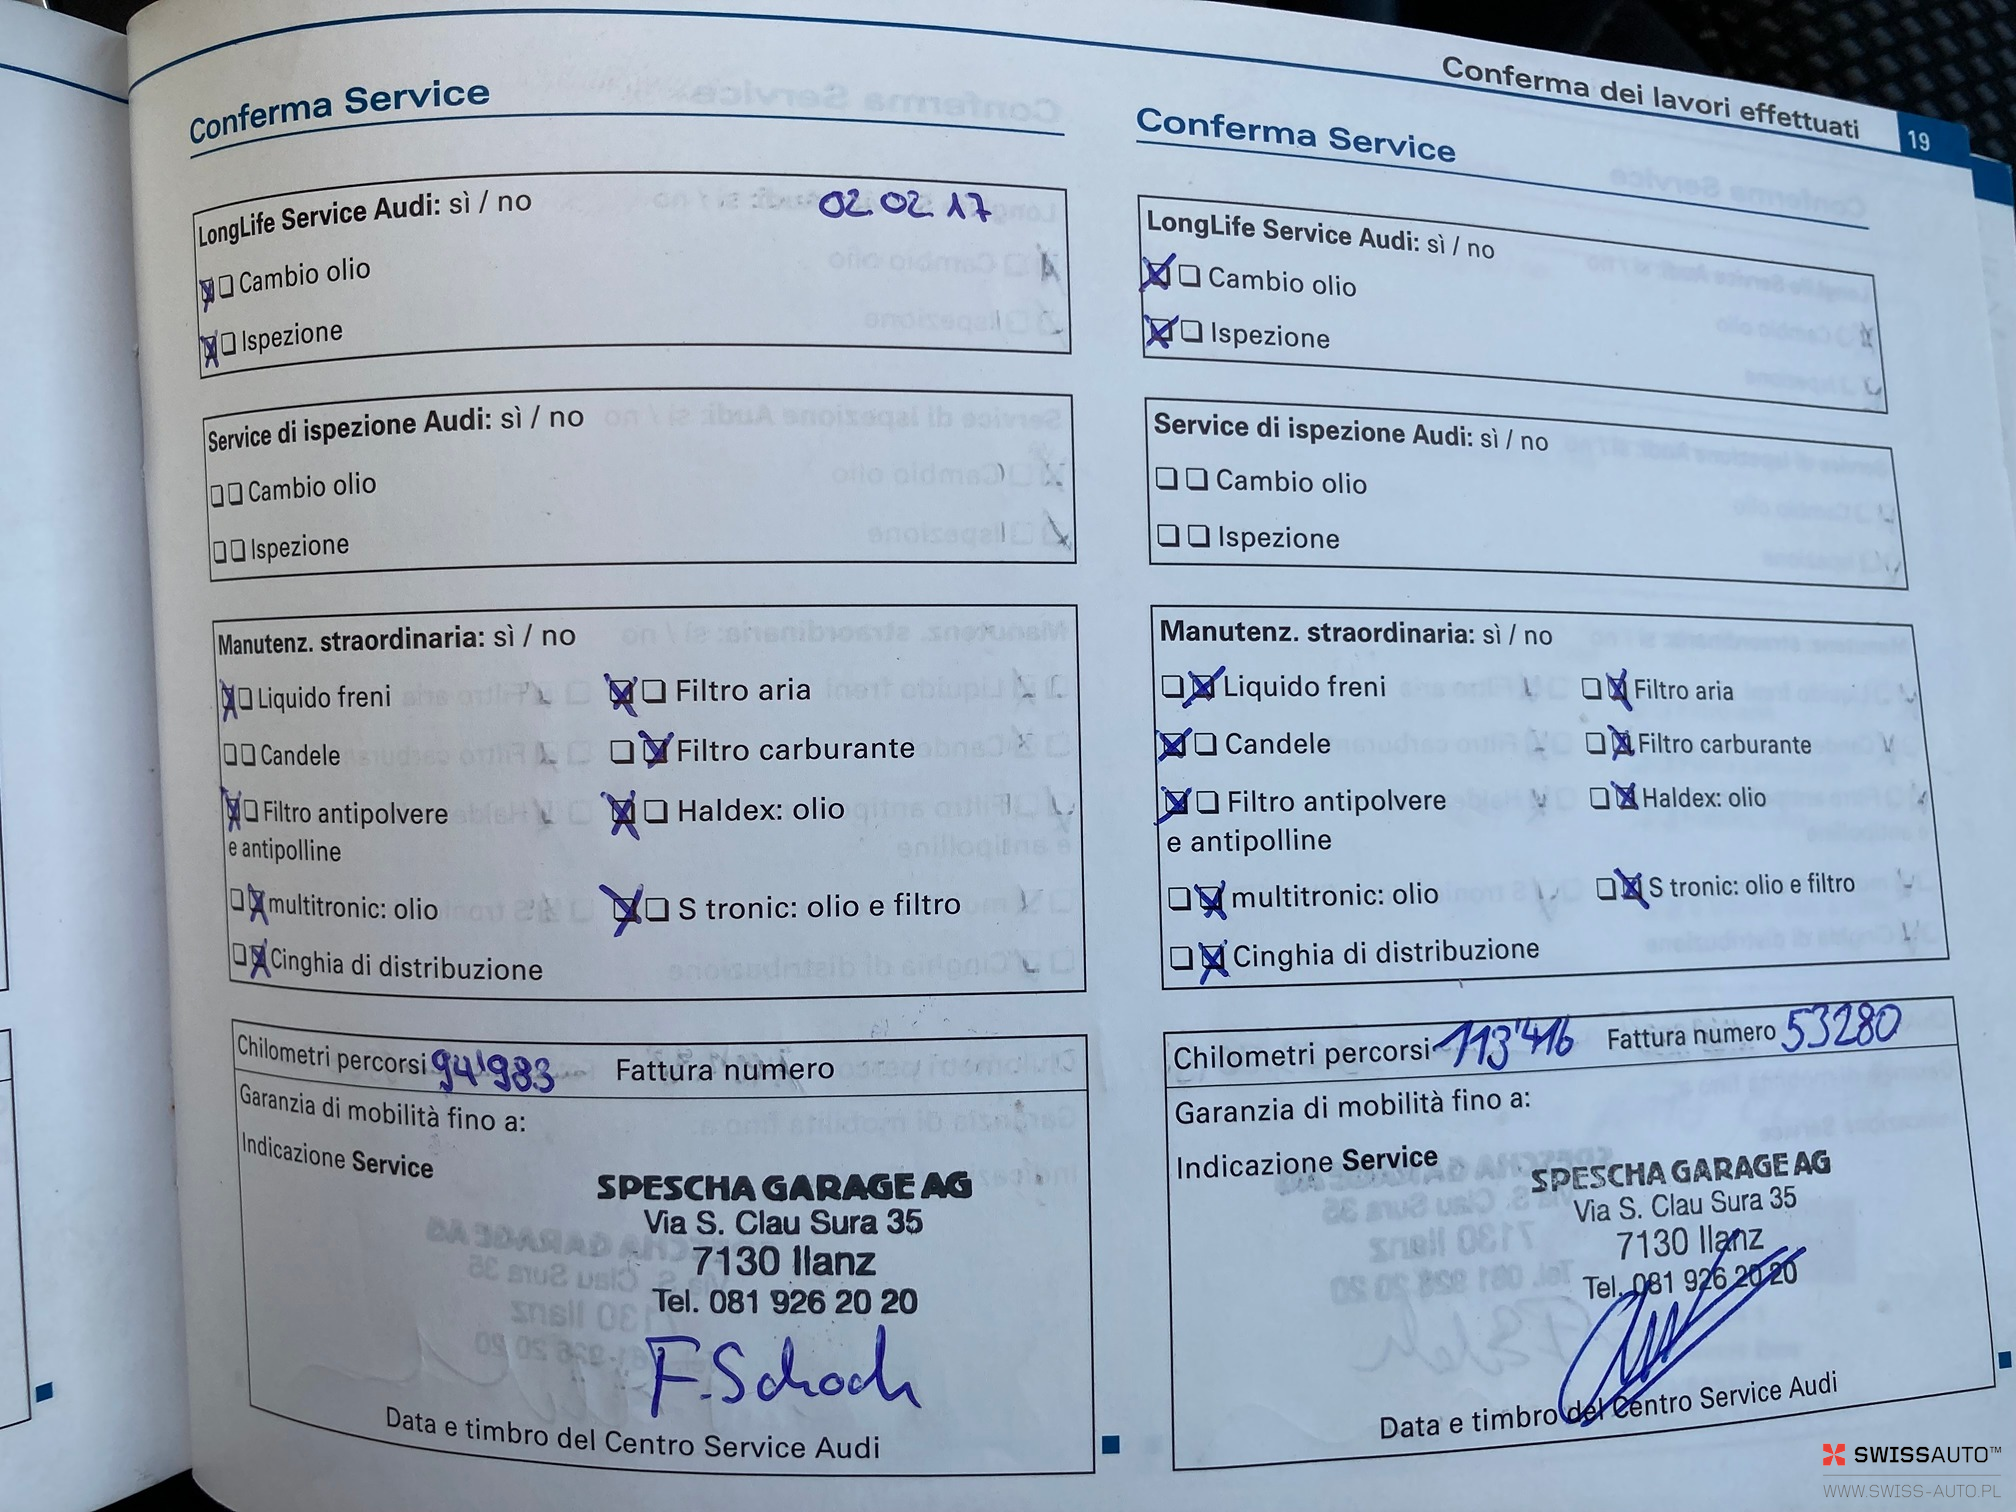 Conferma dei lavori effettuati 19
Conferma Service
LongLife Service Audi: sì / no 02.02.17
Cambio olio
Ispezione
Service di ispezione Audi: sì / no
Cambio olio
Ispezione
Manutenz. straordinaria: sì / no
Liquido freni Filtro aria
Candele Filtro carburante
Filtro antipolvere Haldex: olio
e antipolline
multitronic: olio S tronic: olio e filtro
Cinghia di distribuzione
Chilometri percorsi 94'983 Fattura numero
Garanzia di mobilità fino a:
Indicazione Service
SPESCHA GARAGE AG
Via S. Clau Sura 35
7130 Ilanz
Tel. 081 926 20 20
F. Schoch
Data e timbro del Centro Service Audi
Conferma Service
LongLife Service Audi: sì / no
Cambio olio
Ispezione
Service di ispezione Audi: sì / no
Cambio olio
Ispezione
Manutenz. straordinaria: sì / no
Liquido freni Filtro aria
Candele Filtro carburante
Filtro antipolvere Haldex: olio
e antipolline
multitronic: olio S tronic: olio e filtro
Cinghia di distribuzione
Chilometri percorsi 113'416 Fattura numero 53280
Garanzia di mobilità fino a:
Indicazione Service
SPESCHA GARAGE AG
Via S. Clau Sura 35
7130 Ilanz
Tel. 081 926 20 20
Data e timbro del Centro Service Audi
SWISSAUTO™
WWW.SWISS-AUTO.PL